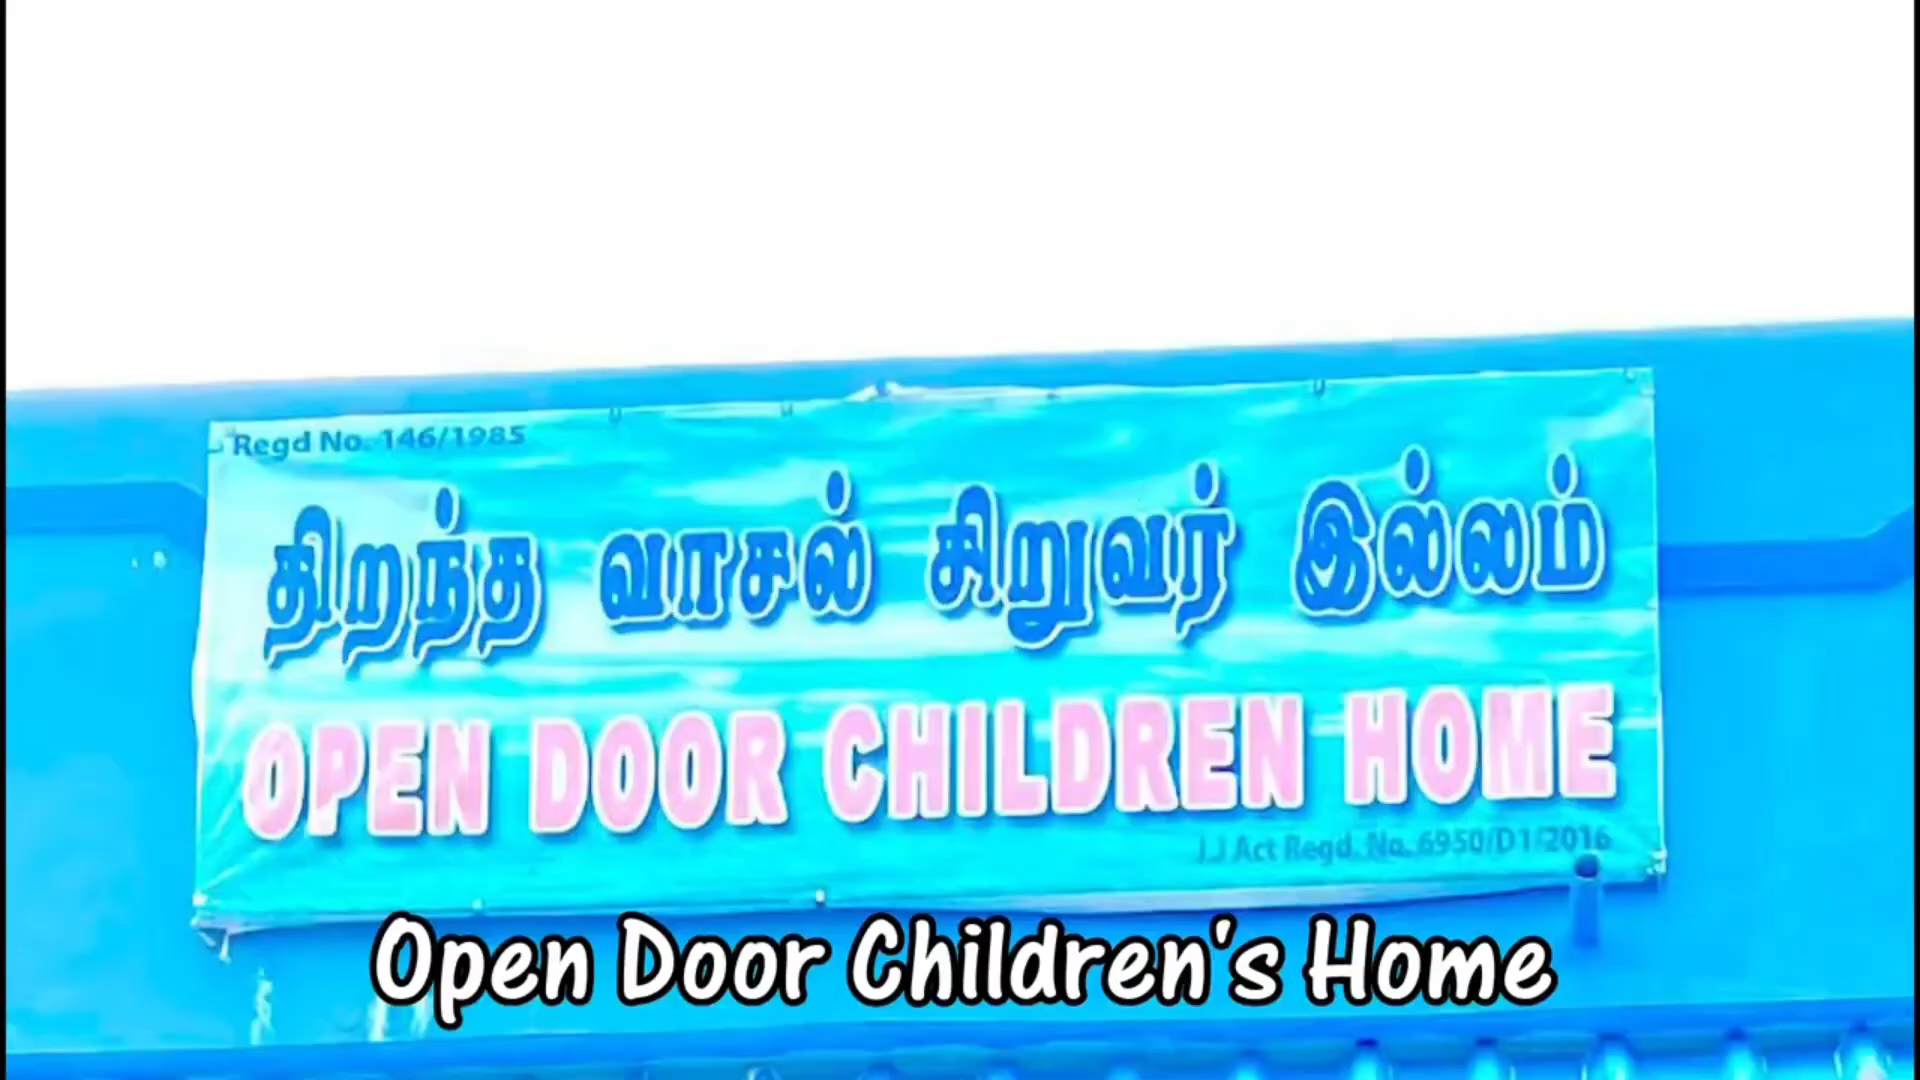 Regd No. 146/1985
திறந்த வாசல் சிறுவர் இல்லம்
OPEN DOOR CHILDREN HOME
J.J Act Regd. No. 6950/D1/2016
Open Door Children's Home